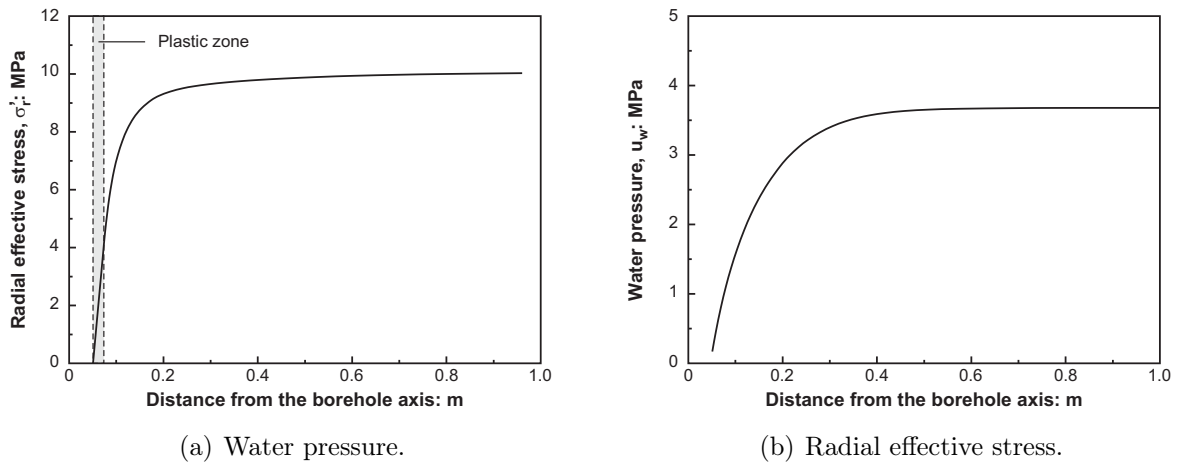 12
10
8
6
4
2
0
Radial effective stress, σ'r: MPa
Plastic zone
0 0.2 0.4 0.6 0.8 1.0
Distance from the borehole axis: m
(a) Water pressure.
5
4
3
2
1
0
Water pressure, uw: MPa
0 0.2 0.4 0.6 0.8 1.0
Distance from the borehole axis: m
(b) Radial effective stress.